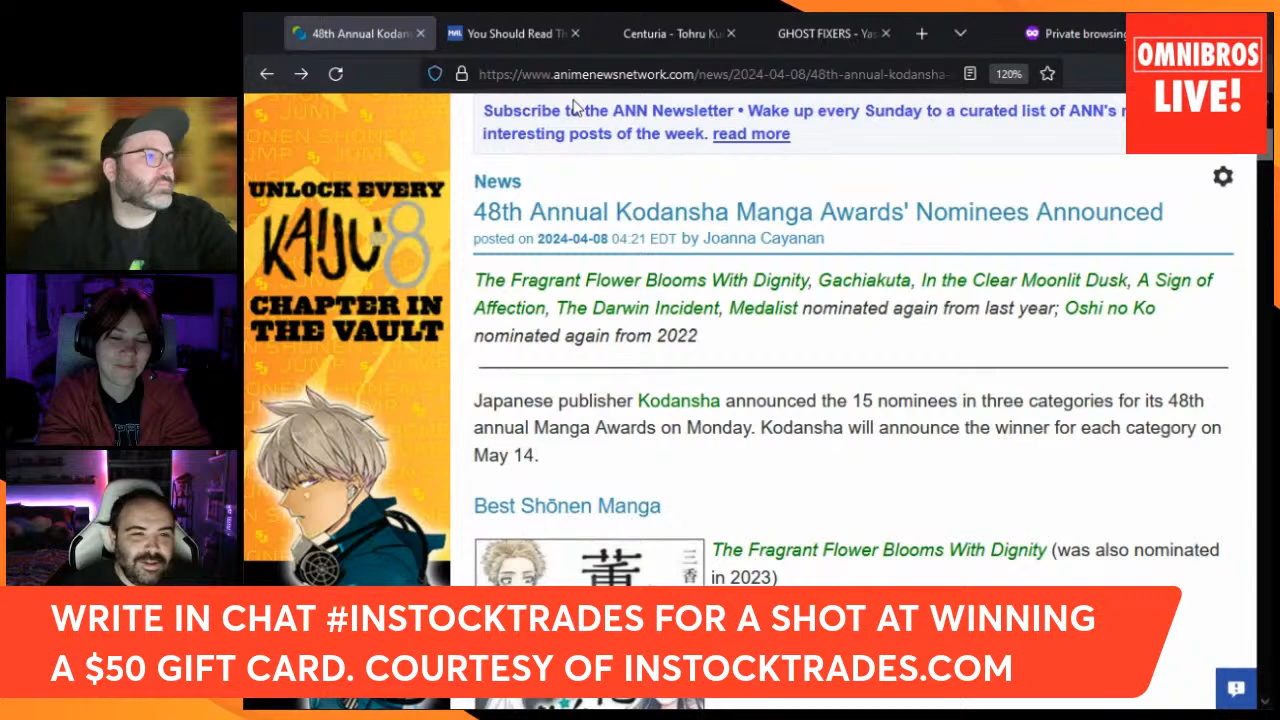 48th Annual Kodan
You Should Read Th
Centuria - Tohru Ku
GHOST FIXERS - Yas
Private browsing
https://www.animenewsnetwork.com/news/2024-04-08/48th-annual-kodansha-
120%
OMNIBROS
LIVE!
Subscribe to the ANN Newsletter • Wake up every Sunday to a curated list of ANN's
interesting posts of the week. read more
News
48th Annual Kodansha Manga Awards' Nominees Announced
posted on 2024-04-08 04:21 EDT by Joanna Cayanan
The Fragrant Flower Blooms With Dignity, Gachiakuta, In the Clear Moonlit Dusk, A Sign of
Affection, The Darwin Incident, Medalist nominated again from last year; Oshi no Ko
nominated again from 2022
Japanese publisher Kodansha announced the 15 nominees in three categories for its 48th
annual Manga Awards on Monday. Kodansha will announce the winner for each category on
May 14.
Best Shōnen Manga
The Fragrant Flower Blooms With Dignity (was also nominated
in 2023)
薫
三香
UNLOCK EVERY
KAIJU 8
CHAPTER IN
THE VAULT
WRITE IN CHAT #INSTOCKTRADES FOR A SHOT AT WINNING
A $50 GIFT CARD. COURTESY OF INSTOCKTRADES.COM